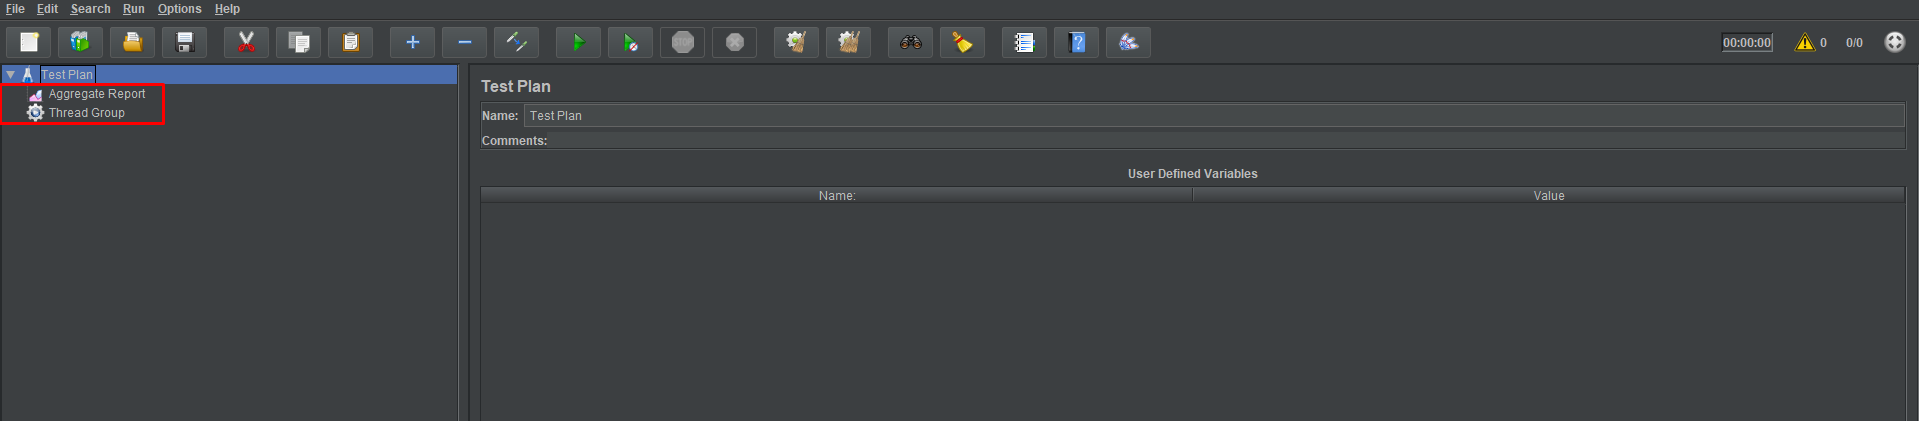 File Edit Search Run Options Help
STOP
00:00:00 0 0/0
Test Plan
Aggregate Report
Thread Group
Test Plan
Name: Test Plan
Comments:
User Defined Variables
Name: Value